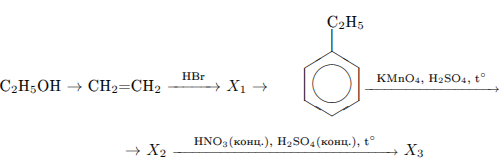 C₂H₅
C₂H₅OH → CH₂=CH₂ —HBr→ X₁ → —KMnO₄, H₂SO₄, t°→
→ X₂ —HNO₃(конц.), H₂SO₄(конц.), t°→ X₃